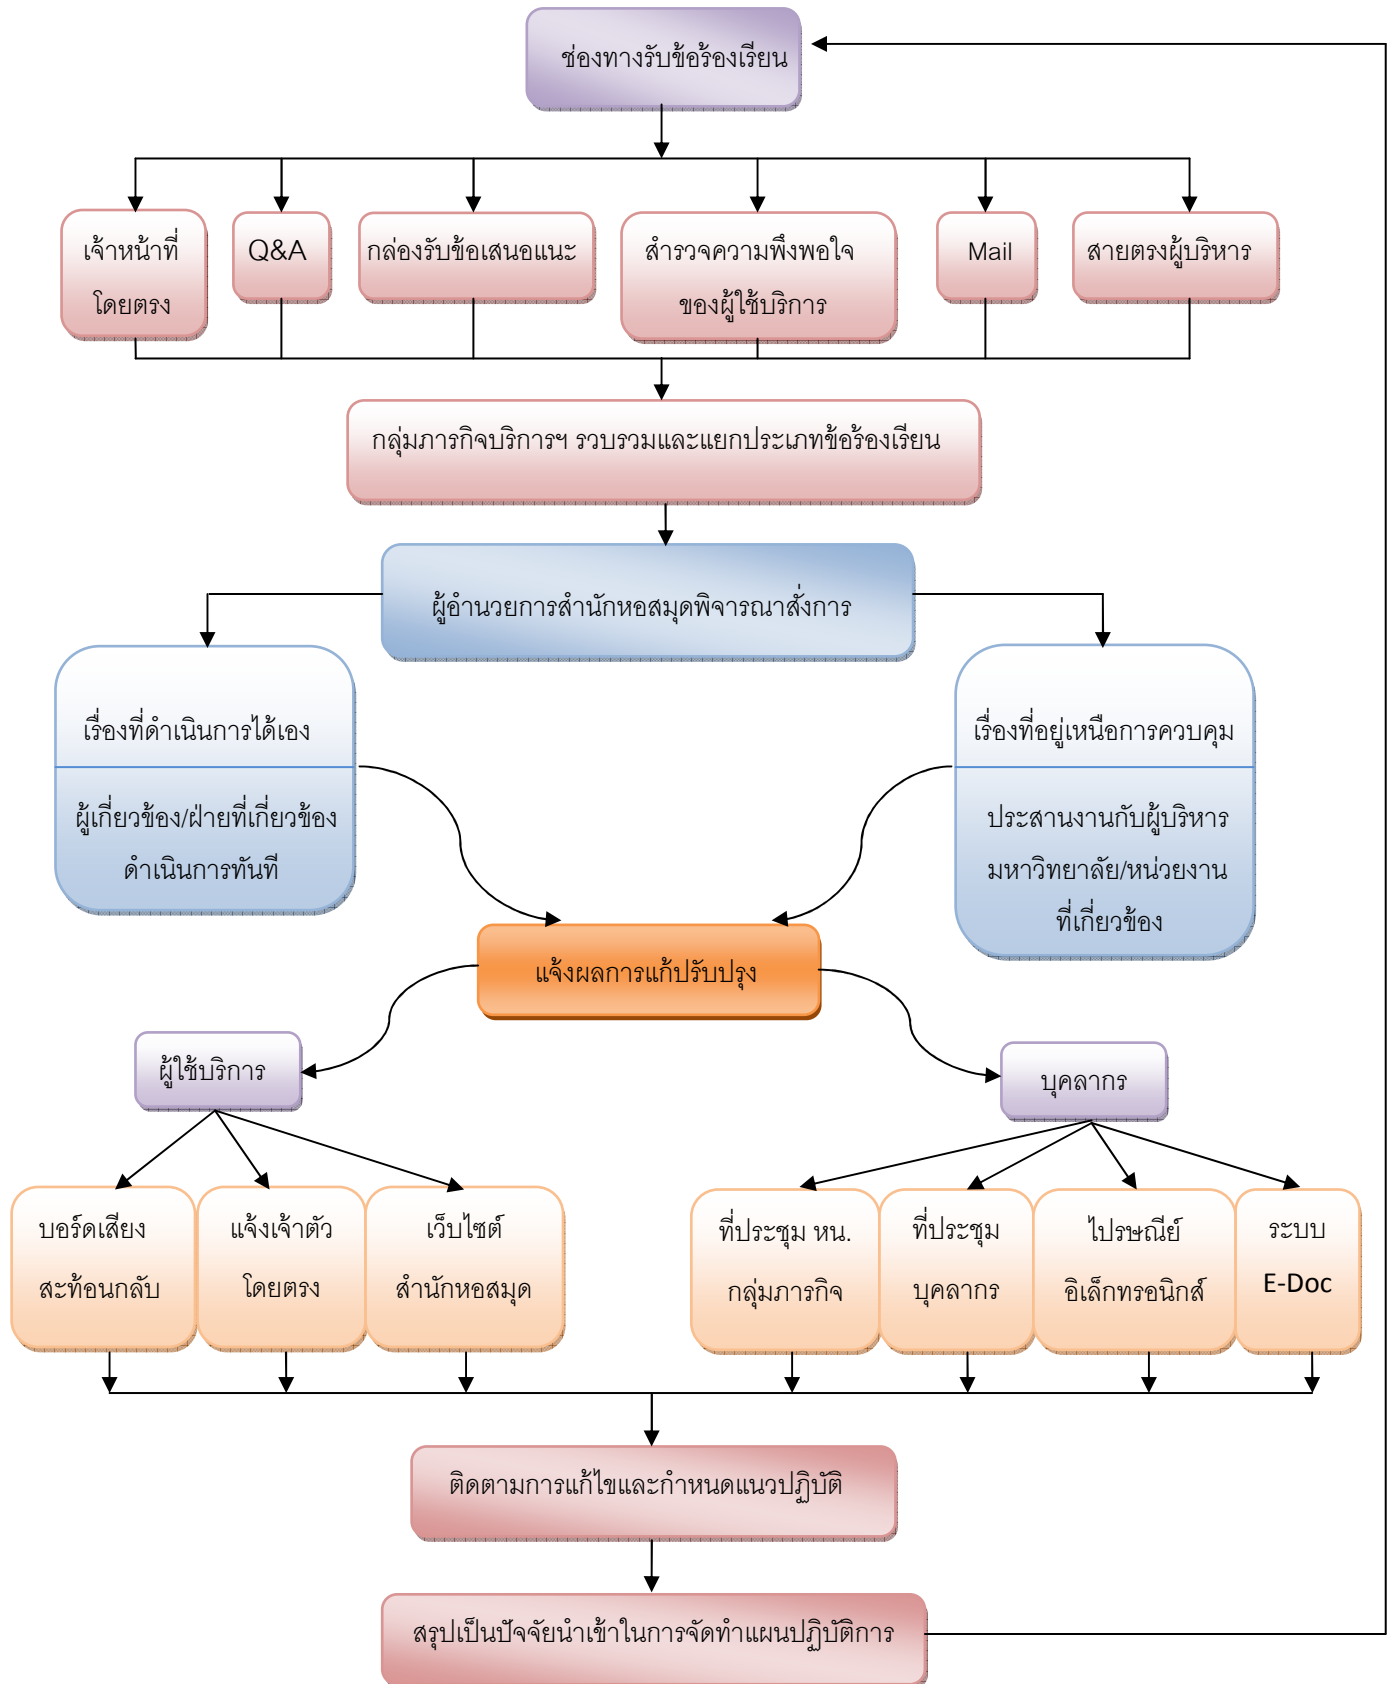 ช่องทางรับข้อร้องเรียน
เจ้าหน้าที่
โดยตรง
Q&A
กล่องรับข้อเสนอแนะ
สำรวจความพึงพอใจ
ของผู้ใช้บริการ
Mail
สายตรงผู้บริหาร
กลุ่มภารกิจบริการฯ รวบรวมและแยกประเภทข้อร้องเรียน
ผู้อำนวยการสำนักหอสมุดพิจารณาสั่งการ
เรื่องที่ดำเนินการได้เอง
ผู้เกี่ยวข้อง/ฝ่ายที่เกี่ยวข้อง
ดำเนินการทันที
เรื่องที่อยู่เหนือการควบคุม
ประสานงานกับผู้บริหาร
มหาวิทยาลัย/หน่วยงาน
ที่เกี่ยวข้อง
แจ้งผลการแก้ปรับปรุง
ผู้ใช้บริการ
บุคลากร
บอร์ดเสียง
สะท้อนกลับ
แจ้งเจ้าตัว
โดยตรง
เว็บไซต์
สำนักหอสมุด
ที่ประชุม หน.
กลุ่มภารกิจ
ที่ประชุม
บุคลากร
ไปรษณีย์
อิเล็กทรอนิกส์
ระบบ
E-Doc
ติดตามการแก้ไขและกำหนดแนวปฏิบัติ
สรุปเป็นปัจจัยนำเข้าในการจัดทำแผนปฏิบัติการ